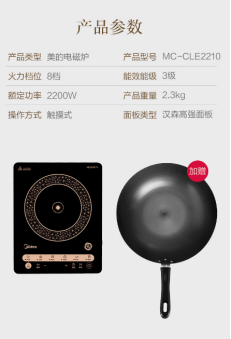 产品参数
产品类型 美的电磁炉 产品型号 MC-CLE2210
火力档位 8档 能效能级 3级
额定功率 2200W 产品重量 2.3kg
操作方式 触摸式 面板类型 汉森高强面板
加赠
Midea